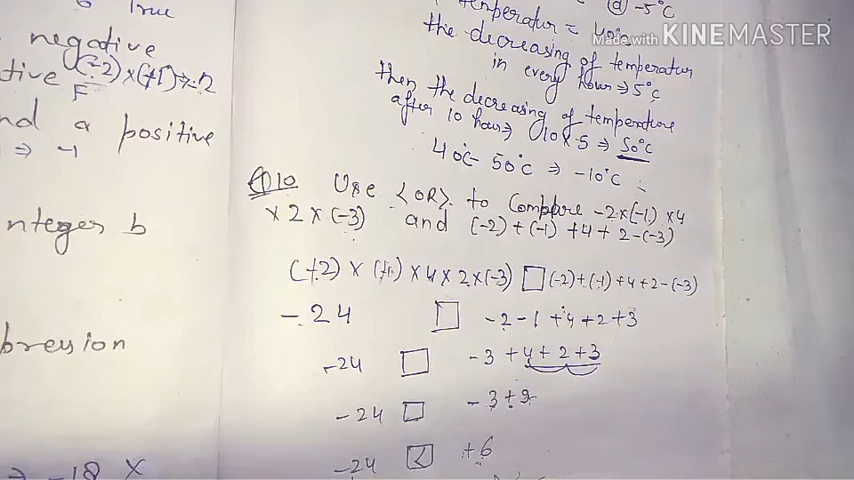 True
negative
tive (-2)×(-1)⇒2
F
nd a positive
⇒ -1
nteger b
bression
⇒ -18 ×
(d) -5°C
temperatur = 40°C
the decreasing of temperatur
in every hour ⇒ 5°C
then the decreasing of temperature
after 10 hour⇒ 10×5 ⇒ 50°C
40°C- 50°C ⇒ -10°C
Q10 Use <OR> to Compare -2×(-1)×4
×2×(-3) and (-2)+(-1)+4+2-(-3)
(-2)×(-1)×4×2×(-3) □ (-2)+(-1)+4+2-(-3)
-24 □ -2-1+4+2+3
-24 □ -3+4+2+3
-24 □ -3+9
-24 < +6
Made with KINEMASTER